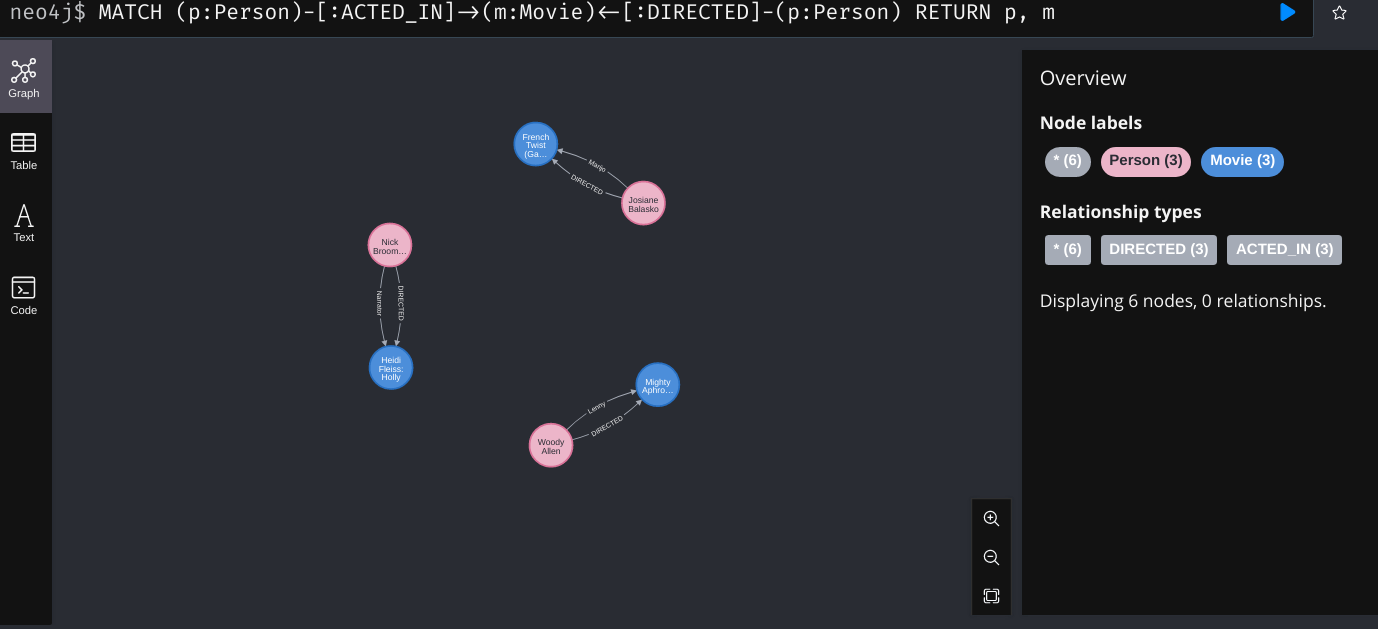 neo4j$ MATCH (p:Person)-[:ACTED_IN]→(m:Movie)←[:DIRECTED]-(p:Person) RETURN p, m
Graph
Table
Text
Code
French
Twist
(Ga…
Marijo
DIRECTED
Josiane
Balasko
Nick
Broom…
Narrator
DIRECTED
Heidi
Fleiss:
Holly
Mighty
Aphro…
Lenny
DIRECTED
Woody
Allen
Overview
Node labels
* (6) Person (3) Movie (3)
Relationship types
* (6) DIRECTED (3) ACTED_IN (3)
Displaying 6 nodes, 0 relationships.